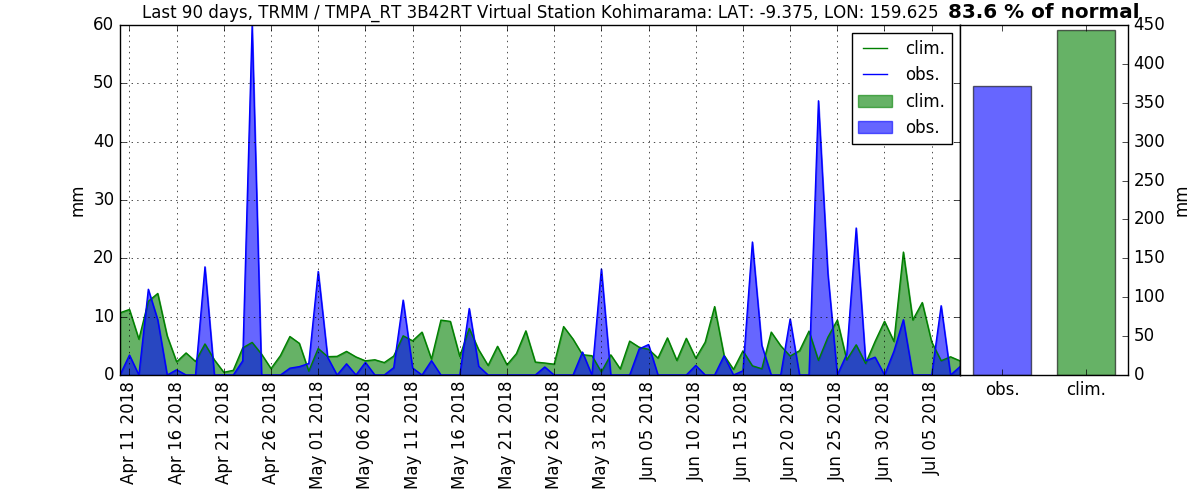 Last 90 days, TRMM / TMPA_RT 3B42RT Virtual Station Kohimarama: LAT: -9.375, LON: 159.625
83.6 % of normal
clim.
obs.
clim.
obs.
mm
60
50
40
30
20
10
0
Apr 11 2018
Apr 16 2018
Apr 21 2018
Apr 26 2018
May 01 2018
May 06 2018
May 11 2018
May 16 2018
May 21 2018
May 26 2018
May 31 2018
Jun 05 2018
Jun 10 2018
Jun 15 2018
Jun 20 2018
Jun 25 2018
Jun 30 2018
Jul 05 2018
450
400
350
300
250
200
150
100
50
0
mm
obs.
clim.